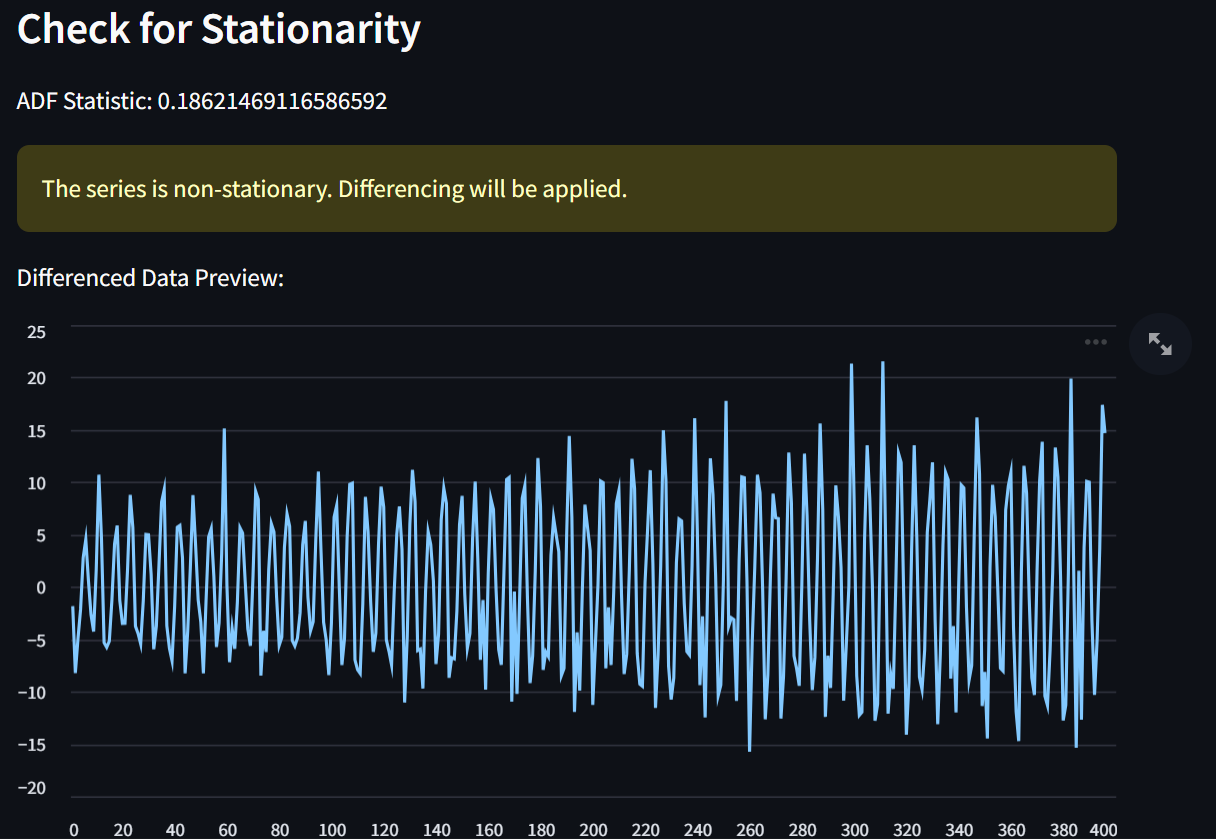 Check for Stationarity
ADF Statistic: 0.18621469116586592
The series is non-stationary. Differencing will be applied.
Differenced Data Preview:
25
20
15
10
5
0
−5
−10
−15
−20
0 20 40 60 80 100 120 140 160 180 200 220 240 260 280 300 320 340 360 380 400